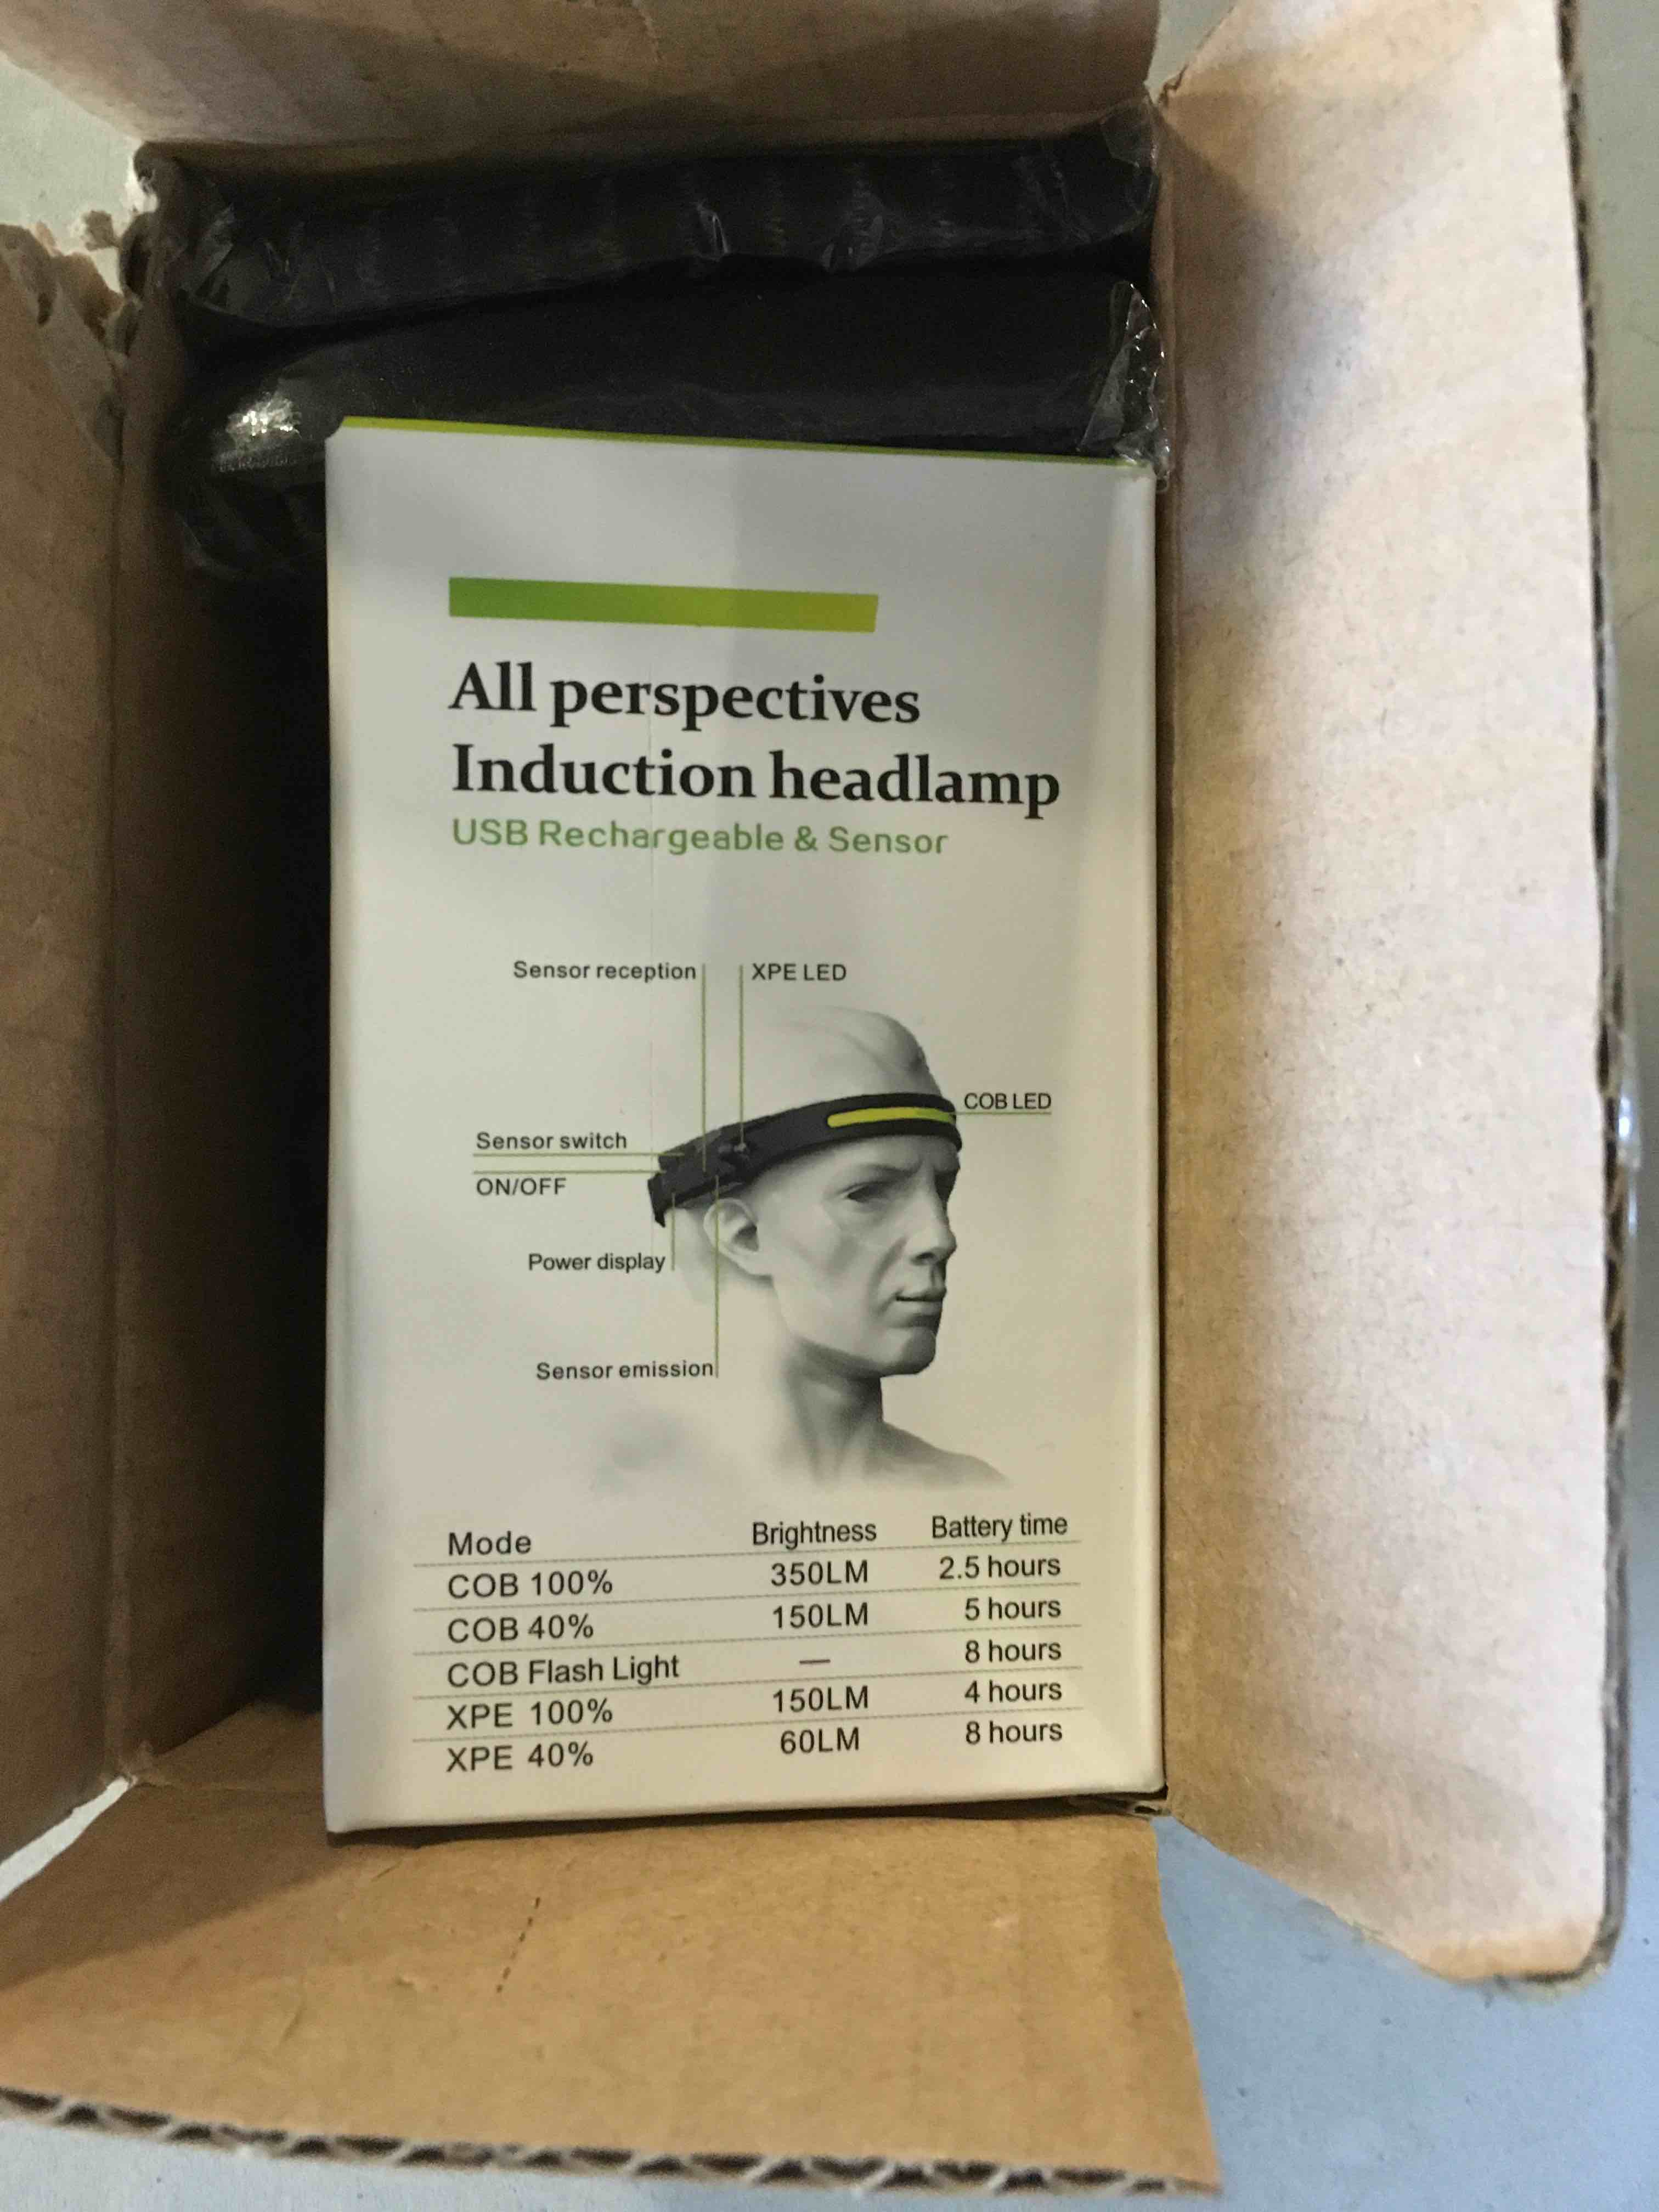 All perspectives
Induction headlamp
USB Rechargeable & Sensor
Sensor reception
XPE LED
COB LED
Sensor switch
ON/OFF
Power display
Sensor emission
Mode Brightness Battery time
COB 100% 350LM 2.5 hours
COB 40% 150LM 5 hours
COB Flash Light — 8 hours
XPE 100% 150LM 4 hours
XPE 40% 60LM 8 hours